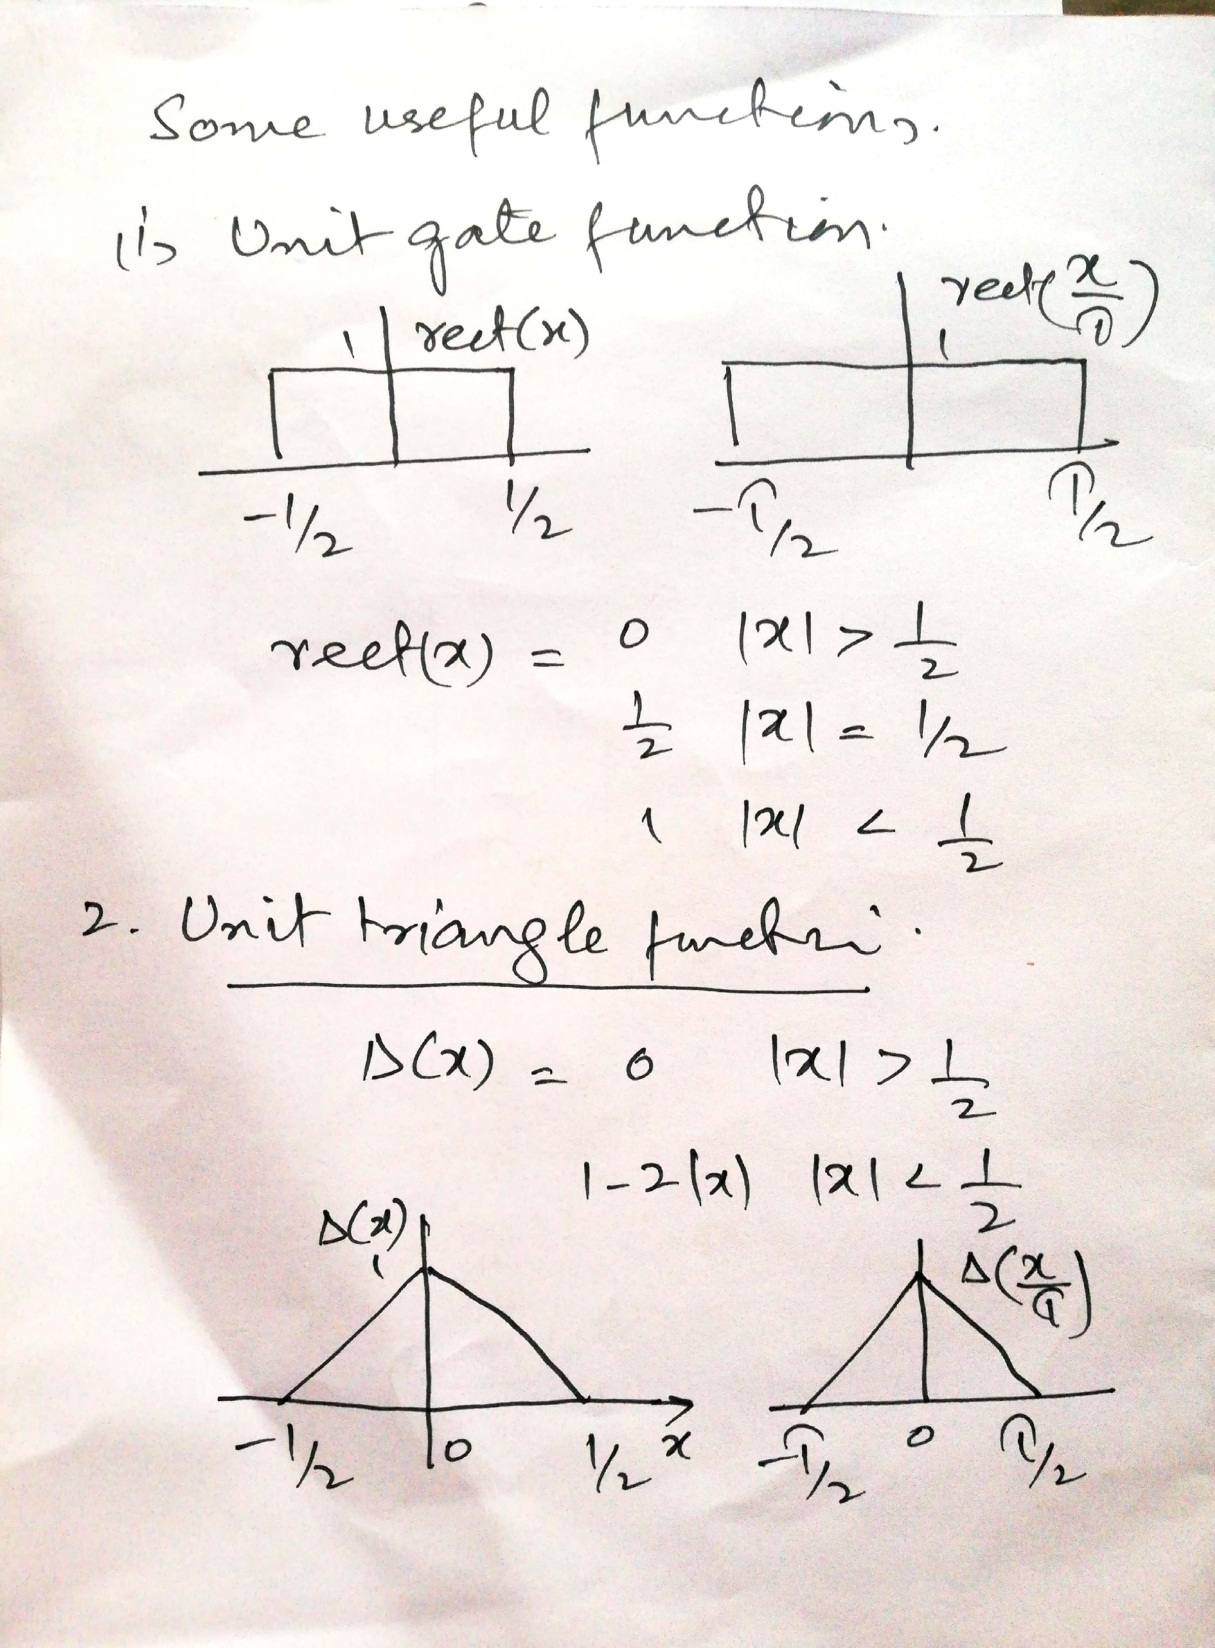 Some useful functions.
(1) Unit gate function.
1 rect(x)
rect(x/τ)
1
-1/2 1/2
-τ/2 τ/2
rect(x) = 0 |x| > 1/2
1/2 |x| = 1/2
1 |x| < 1/2
2. Unit triangle function.
Δ(x) = 0 |x| > 1/2
1-2|x| |x| < 1/2
Δ(x)
1
Δ(x/τ)
-1/2 0 1/2 x
-τ/2 0 τ/2